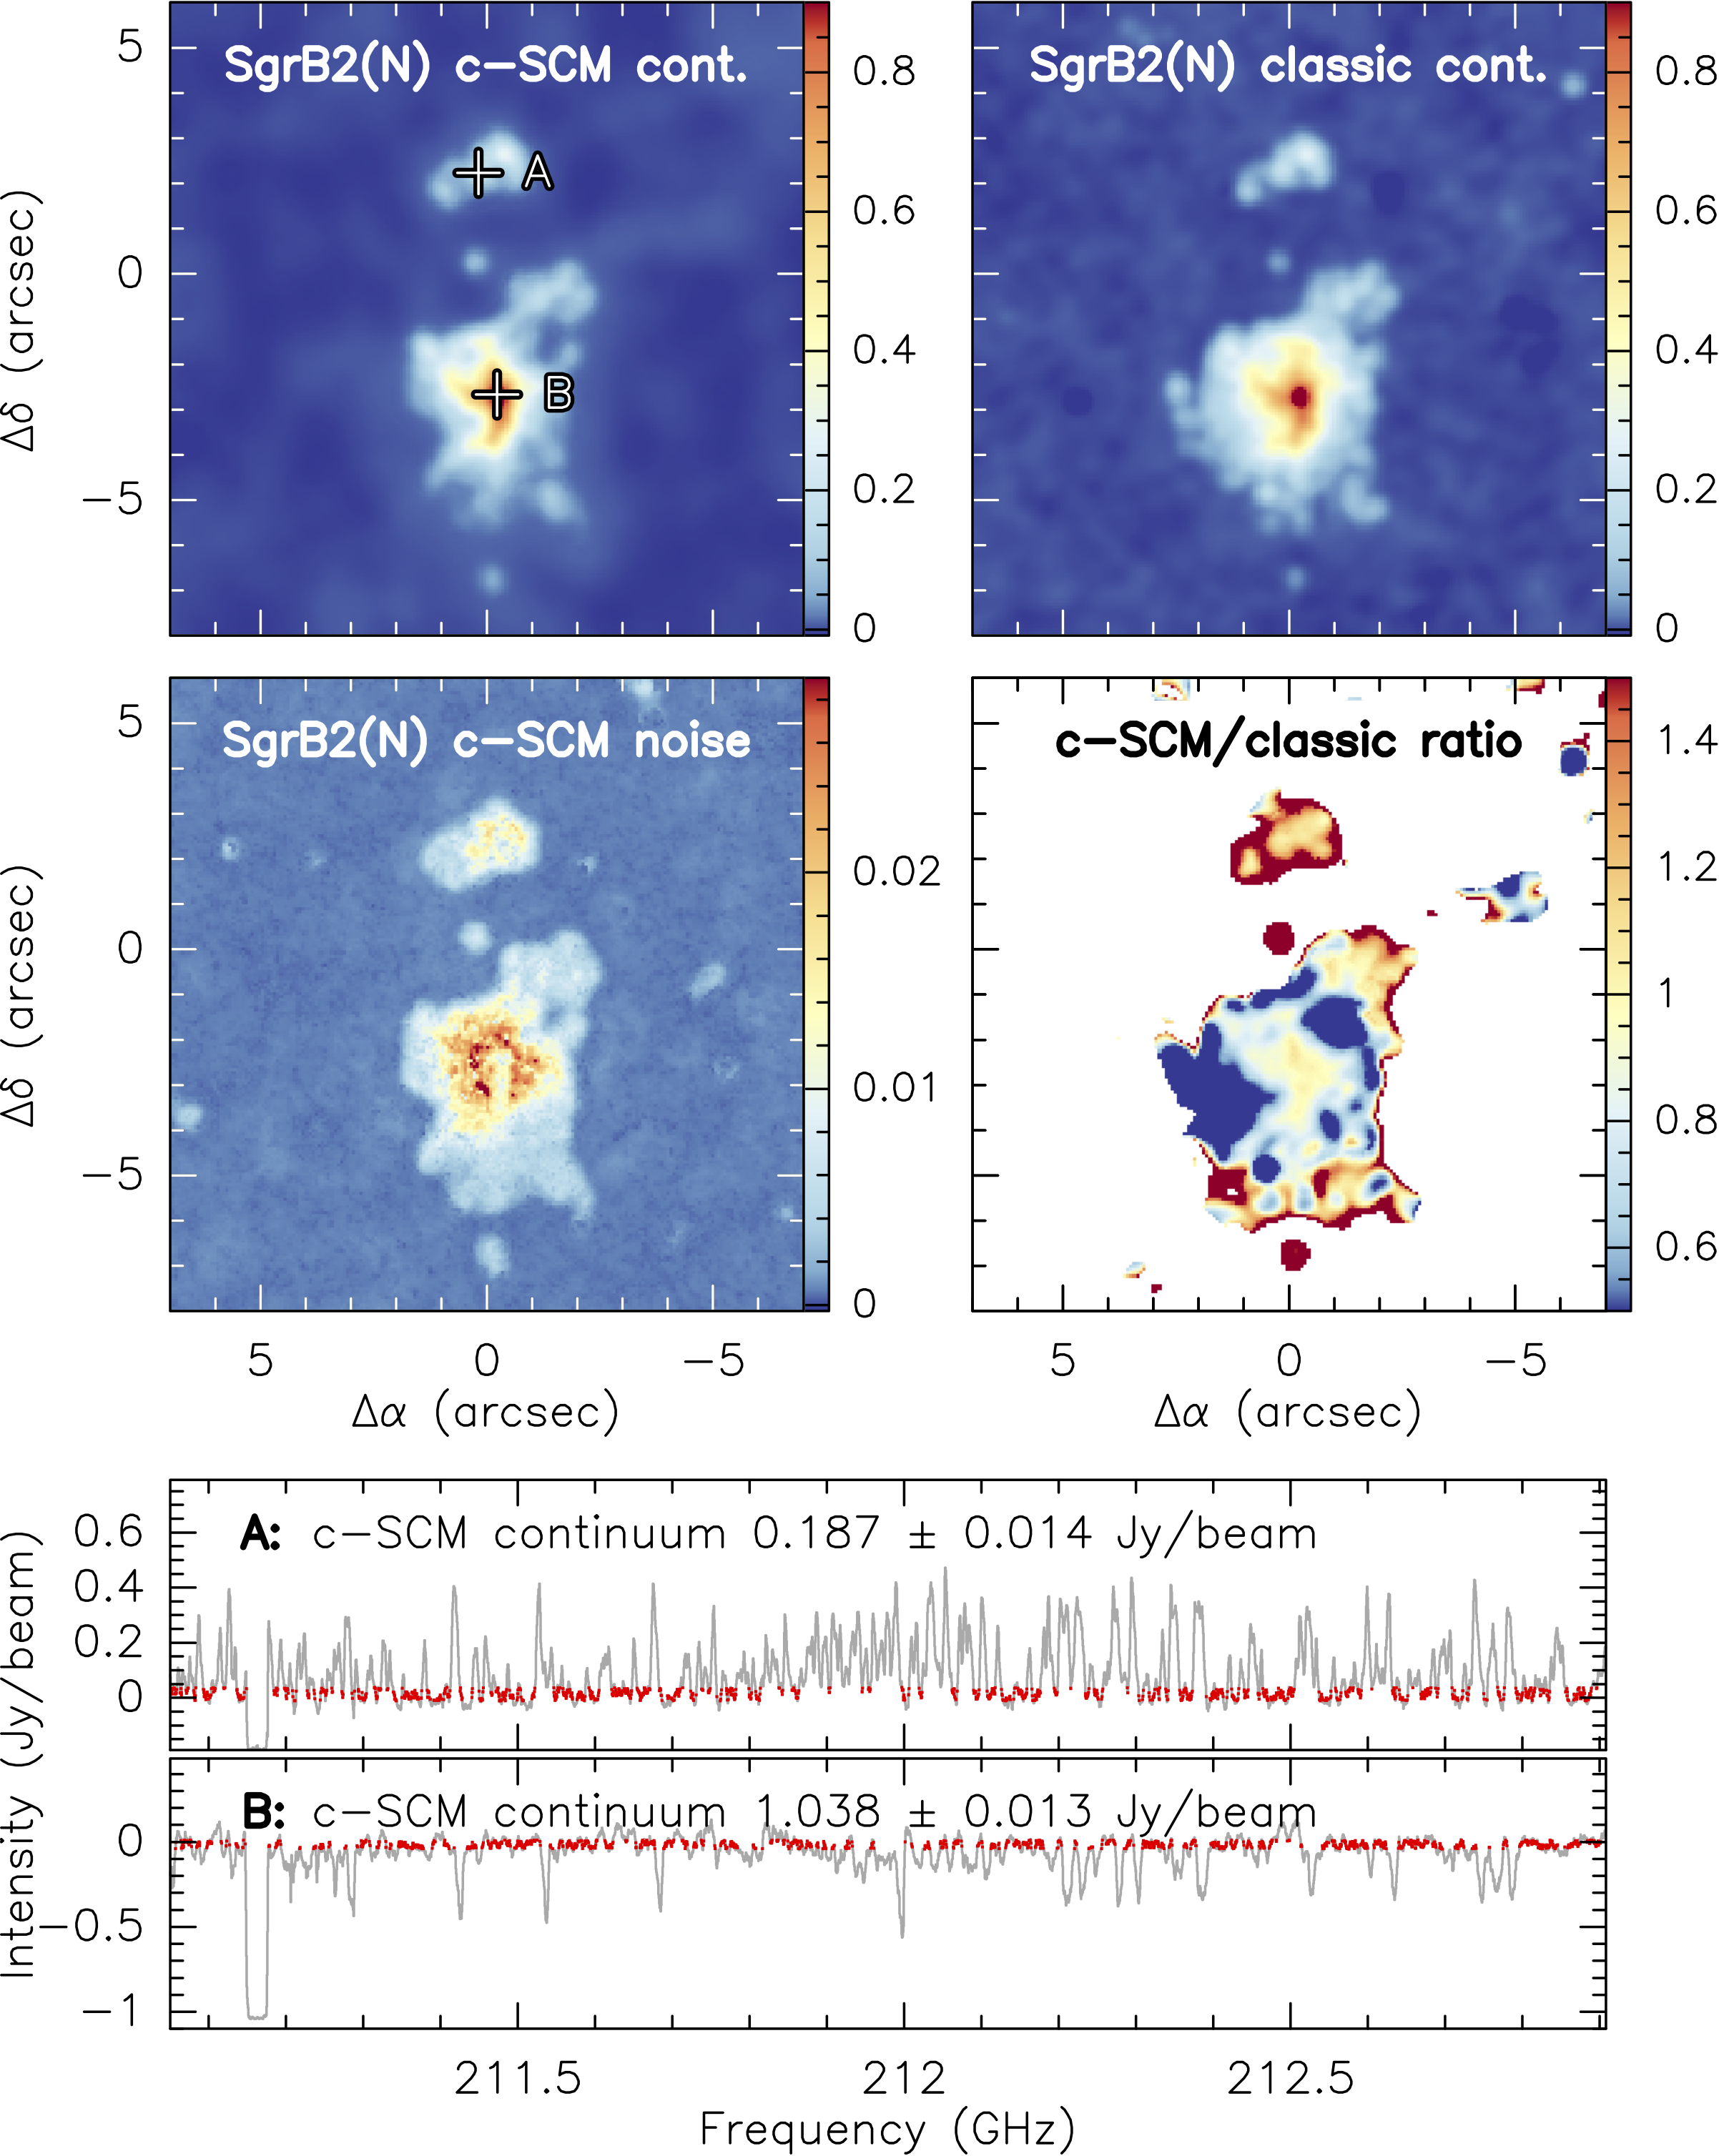 SgrB2(N) c-SCM cont.
A
B
5
0
-5
Δδ (arcsec)
0.8
0.6
0.4
0.2
0
SgrB2(N) classic cont.
0.8
0.6
0.4
0.2
0
SgrB2(N) c-SCM noise
5
0
-5
Δδ (arcsec)
0.02
0.01
0
5 0 -5
Δα (arcsec)
c-SCM/classic ratio
1.4
1.2
1
0.8
0.6
5 0 -5
Δα (arcsec)
A: c-SCM continuum 0.187 ± 0.014 Jy/beam
0.6
0.4
0.2
0
B: c-SCM continuum 1.038 ± 0.013 Jy/beam
0
-0.5
-1
Intensity (Jy/beam)
211.5 212 212.5
Frequency (GHz)